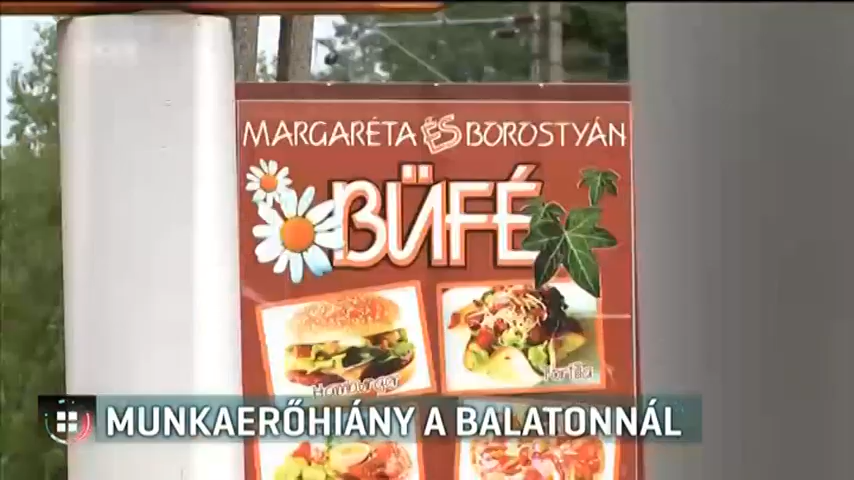 MARGARÉTA ÉS BOROSTYÁN
BÜFÉ
Hamburger
Tortilla
MUNKAERŐHIÁNY A BALATONNÁL